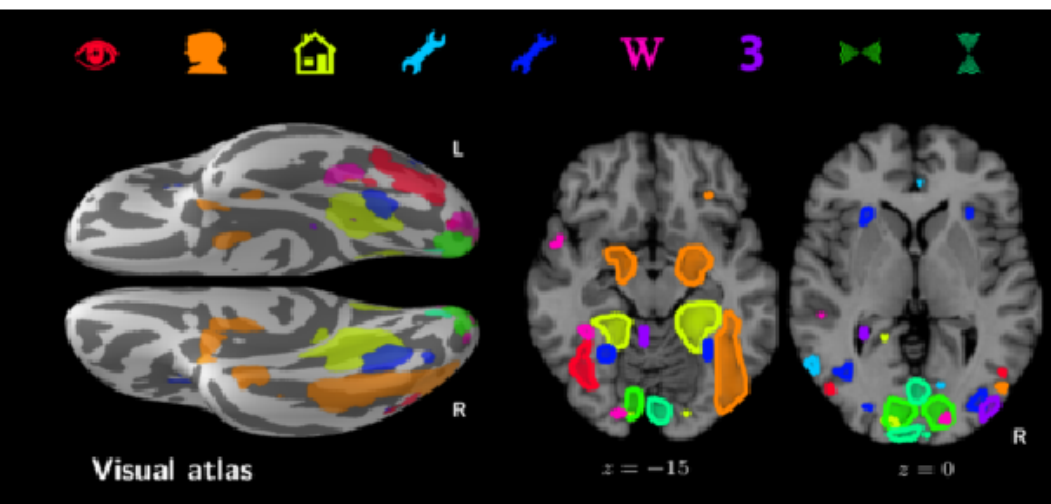 W 3
L
R
R
Visual atlas
z = −15
z = 0